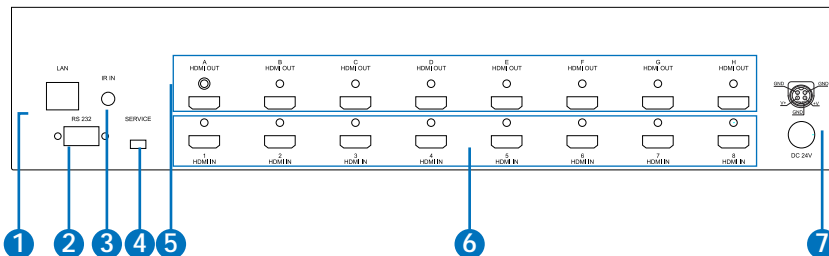 LAN
IR IN
RS 232
SERVICE
A B C D E F G H
HDMI OUT HDMI OUT HDMI OUT HDMI OUT HDMI OUT HDMI OUT HDMI OUT HDMI OUT
1 2 3 4 5 6 7 8
HDMI IN HDMI IN HDMI IN HDMI IN HDMI IN HDMI IN HDMI IN HDMI IN
GND GND
V+ +V
GND
DC 24V
1 2 3 4 5 6 7